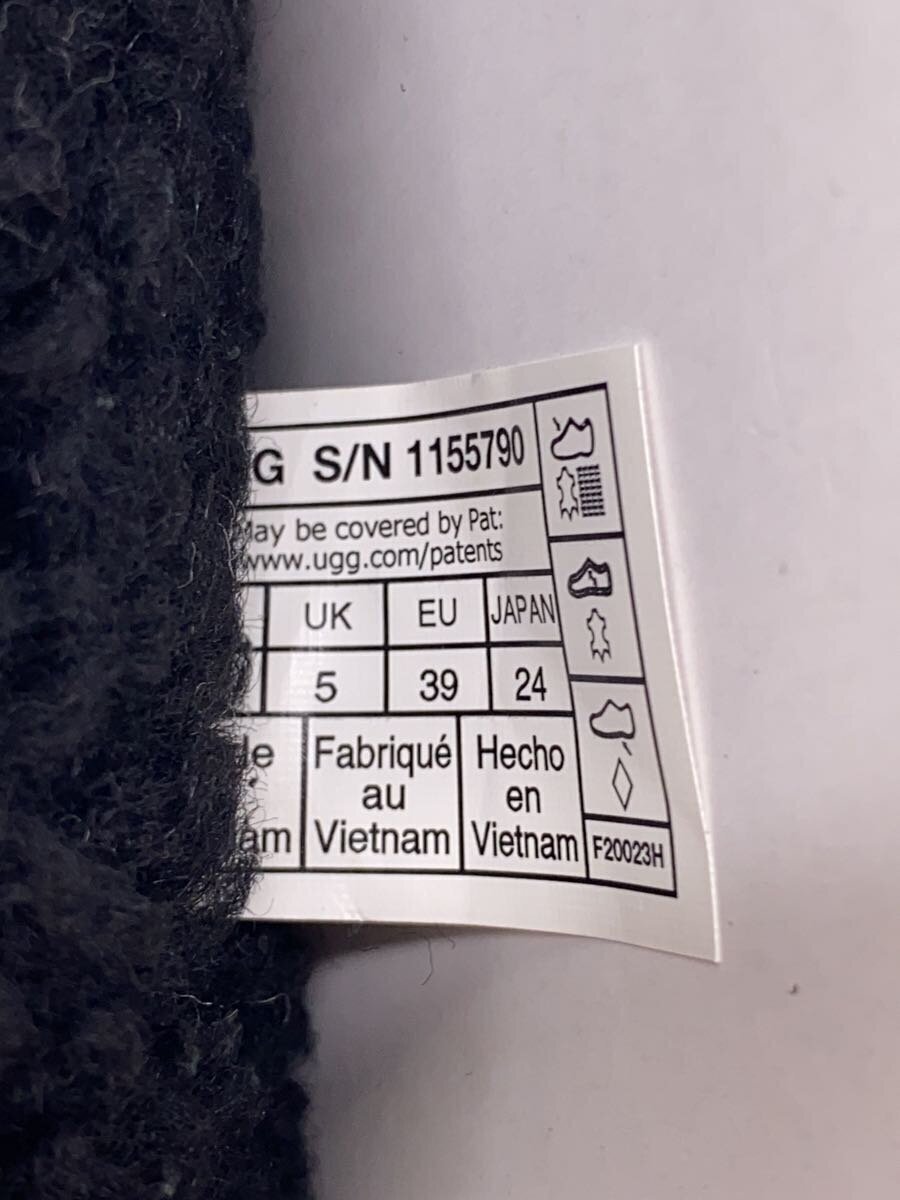 G S/N 1155790
May be covered by Pat:
www.ugg.com/patents
UK EU JAPAN
5 39 24
Fabriqué
au
Vietnam
Hecho
en
Vietnam
F20023H